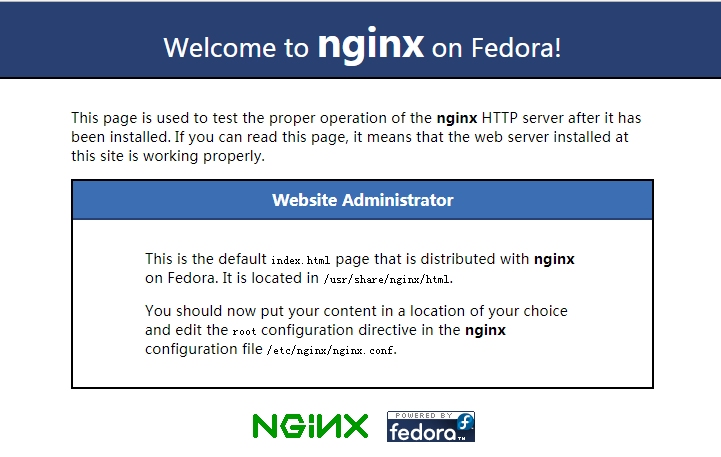 Welcome to nginx on Fedora!
This page is used to test the proper operation of the nginx HTTP server after it has
been installed. If you can read this page, it means that the web server installed at
this site is working properly.
Website Administrator
This is the default index.html page that is distributed with nginx
on Fedora. It is located in /usr/share/nginx/html.
You should now put your content in a location of your choice
and edit the root configuration directive in the nginx
configuration file /etc/nginx/nginx.conf.
NGINX
POWERED BY
fedora™